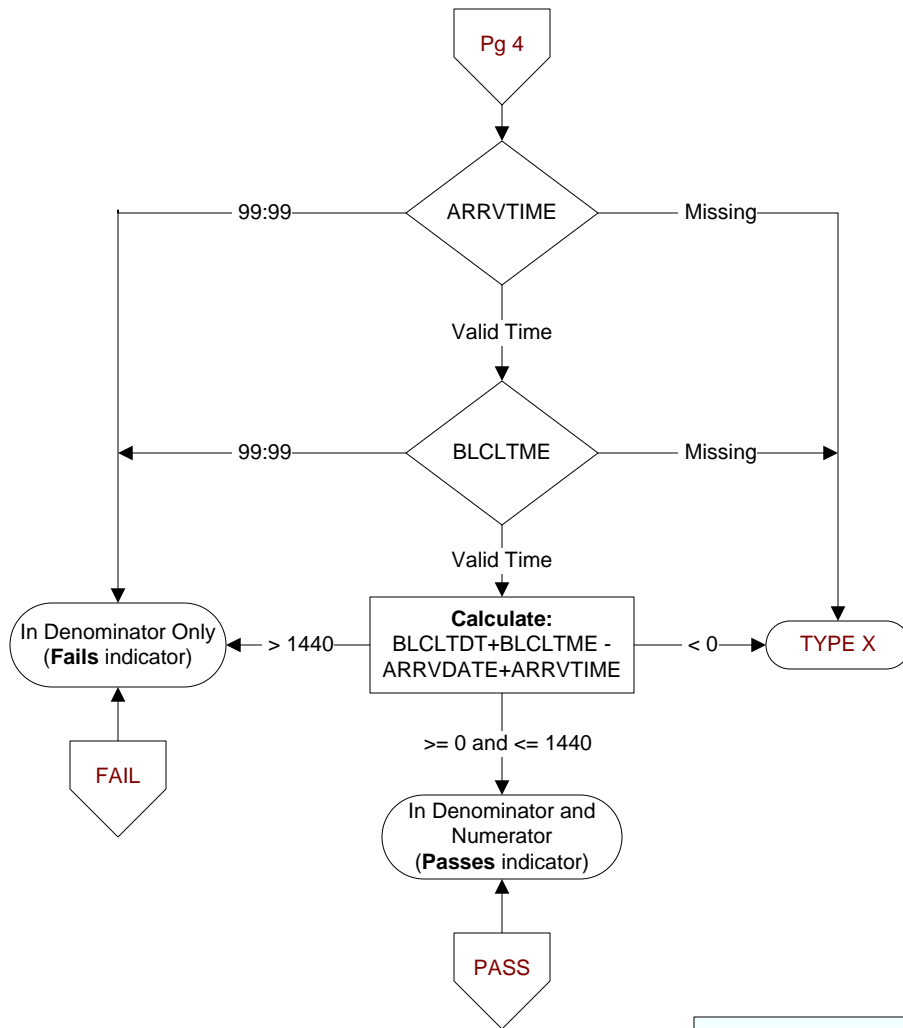 Pg 4
ARRVTIME
99:99
Missing
Valid Time
BLCLTME
99:99
Missing
Valid Time
Calculate:
BLCLTDT+BLCLTME -
ARRVDATE+ARRVTIME
In Denominator Only
(Fails indicator)
> 1440
< 0
TYPE X
>= 0 and <= 1440
FAIL
In Denominator and
Numerator
(Passes indicator)
PASS